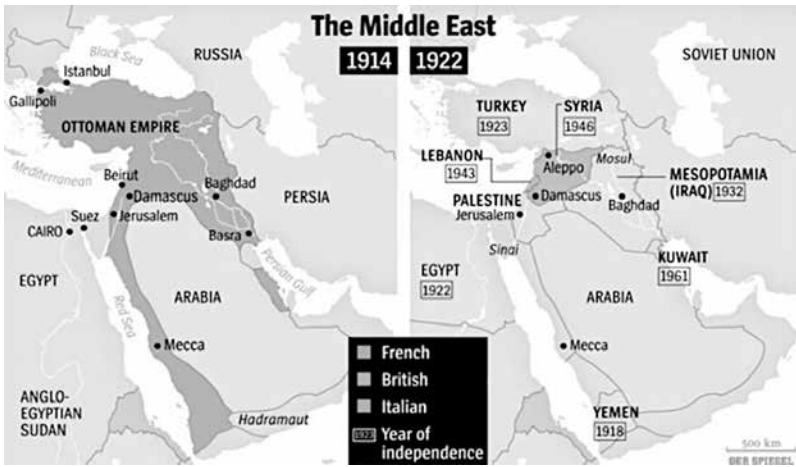 The Middle East
1914
1922
Black Sea
RUSSIA
Istanbul
Gallipoli
OTTOMAN EMPIRE
Mediterranean
Beirut
Damascus
Baghdad
PERSIA
Suez
Jerusalem
CAIRO
Basra
EGYPT
Persian Gulf
Red Sea
ARABIA
Mecca
ANGLO-
EGYPTIAN
SUDAN
Hadramaut
French
British
Italian
1923 Year of
independence
SOVIET UNION
TURKEY
1923
SYRIA
1946
LEBANON
1943
Aleppo
Mosul
MESOPOTAMIA
(IRAQ) 1932
Damascus
Baghdad
PALESTINE
Jerusalem
Sinai
KUWAIT
1961
EGYPT
1922
ARABIA
Mecca
YEMEN
1918
500 km
DER SPIEGEL